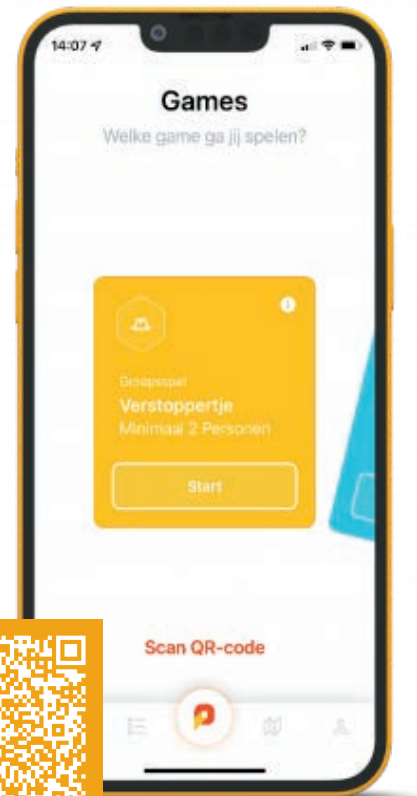 14:07
Games
Welke game ga jij spelen?
Groepsspel
Verstoppertje
Minimaal 2 Personen
Start
Scan QR-code